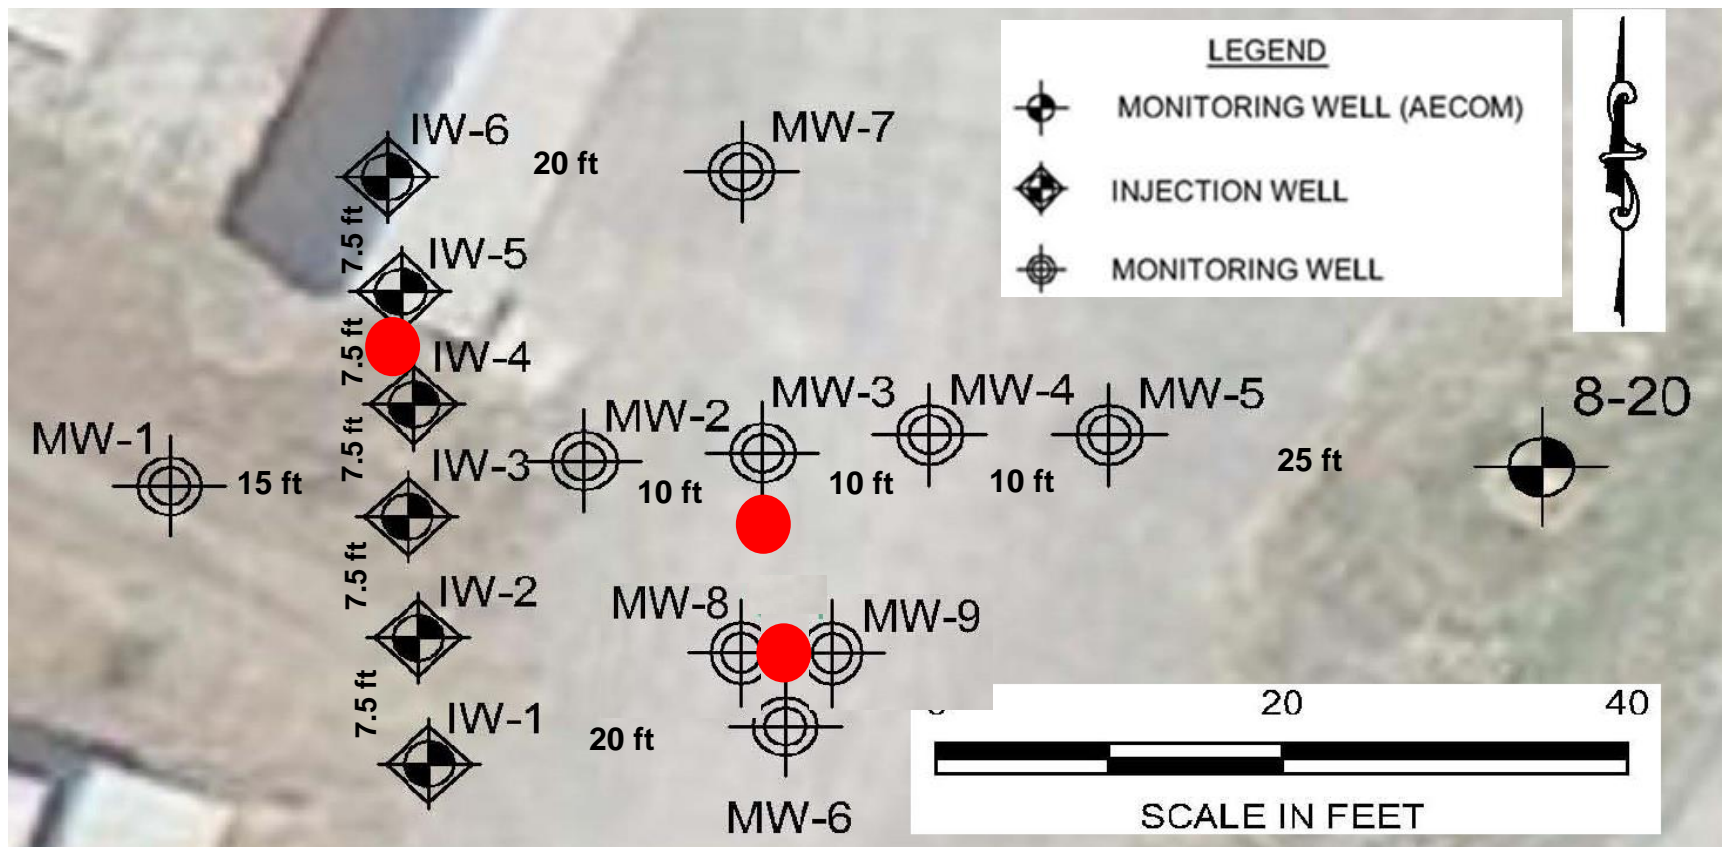 LEGEND
MONITORING WELL (AECOM)
INJECTION WELL
MONITORING WELL
IW-6
20 ft
MW-7
7.5 ft
IW-5
7.5 ft
IW-4
MW-1
15 ft
7.5 ft
IW-3
MW-2
10 ft
MW-3
10 ft
MW-4
10 ft
MW-5
25 ft
8-20
7.5 ft
IW-2
MW-8
MW-9
7.5 ft
IW-1
20 ft
MW-6
20
40
SCALE IN FEET